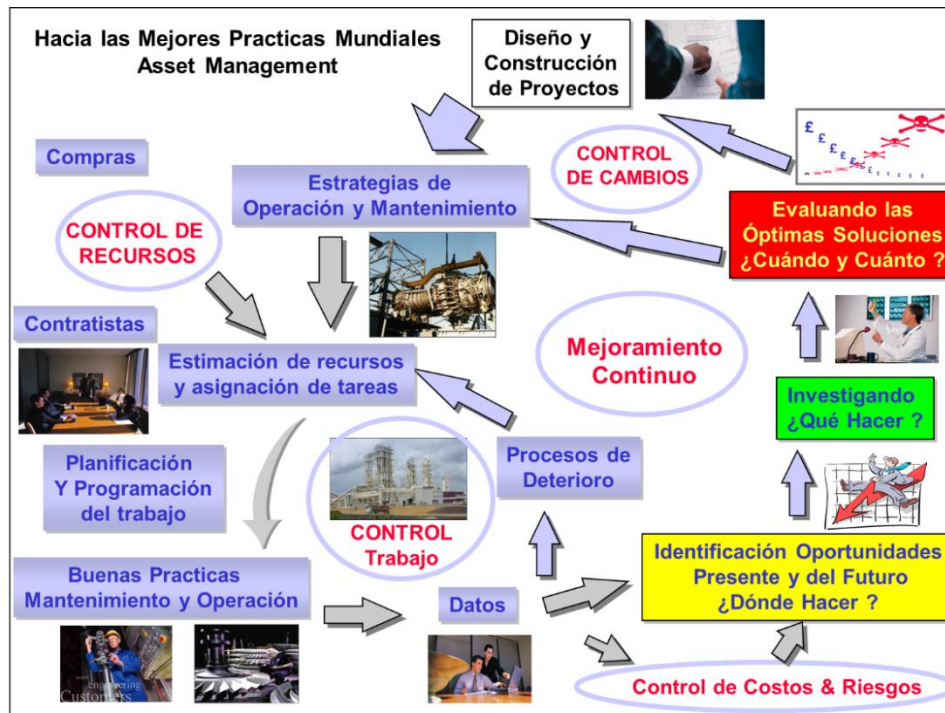 Hacia las Mejores Practicas Mundiales
Asset Management
Diseño y
Construcción
de Proyectos
Compras
CONTROL
DE CAMBIOS
Estrategias de
Operación y Mantenimiento
Evaluando las
Óptimas Soluciones
¿Cuándo y Cuánto ?
CONTROL DE
RECURSOS
Contratistas
Estimación de recursos
y asignación de tareas
Mejoramiento
Continuo
Investigando
¿Qué Hacer ?
Planificación
Y Programación
del trabajo
CONTROL
Trabajo
Procesos de
Deterioro
Identificación Oportunidades
Presente y del Futuro
¿Dónde Hacer ?
Buenas Practicas
Mantenimiento y Operación
Datos
engineering
Customers
Control de Costos & Riesgos